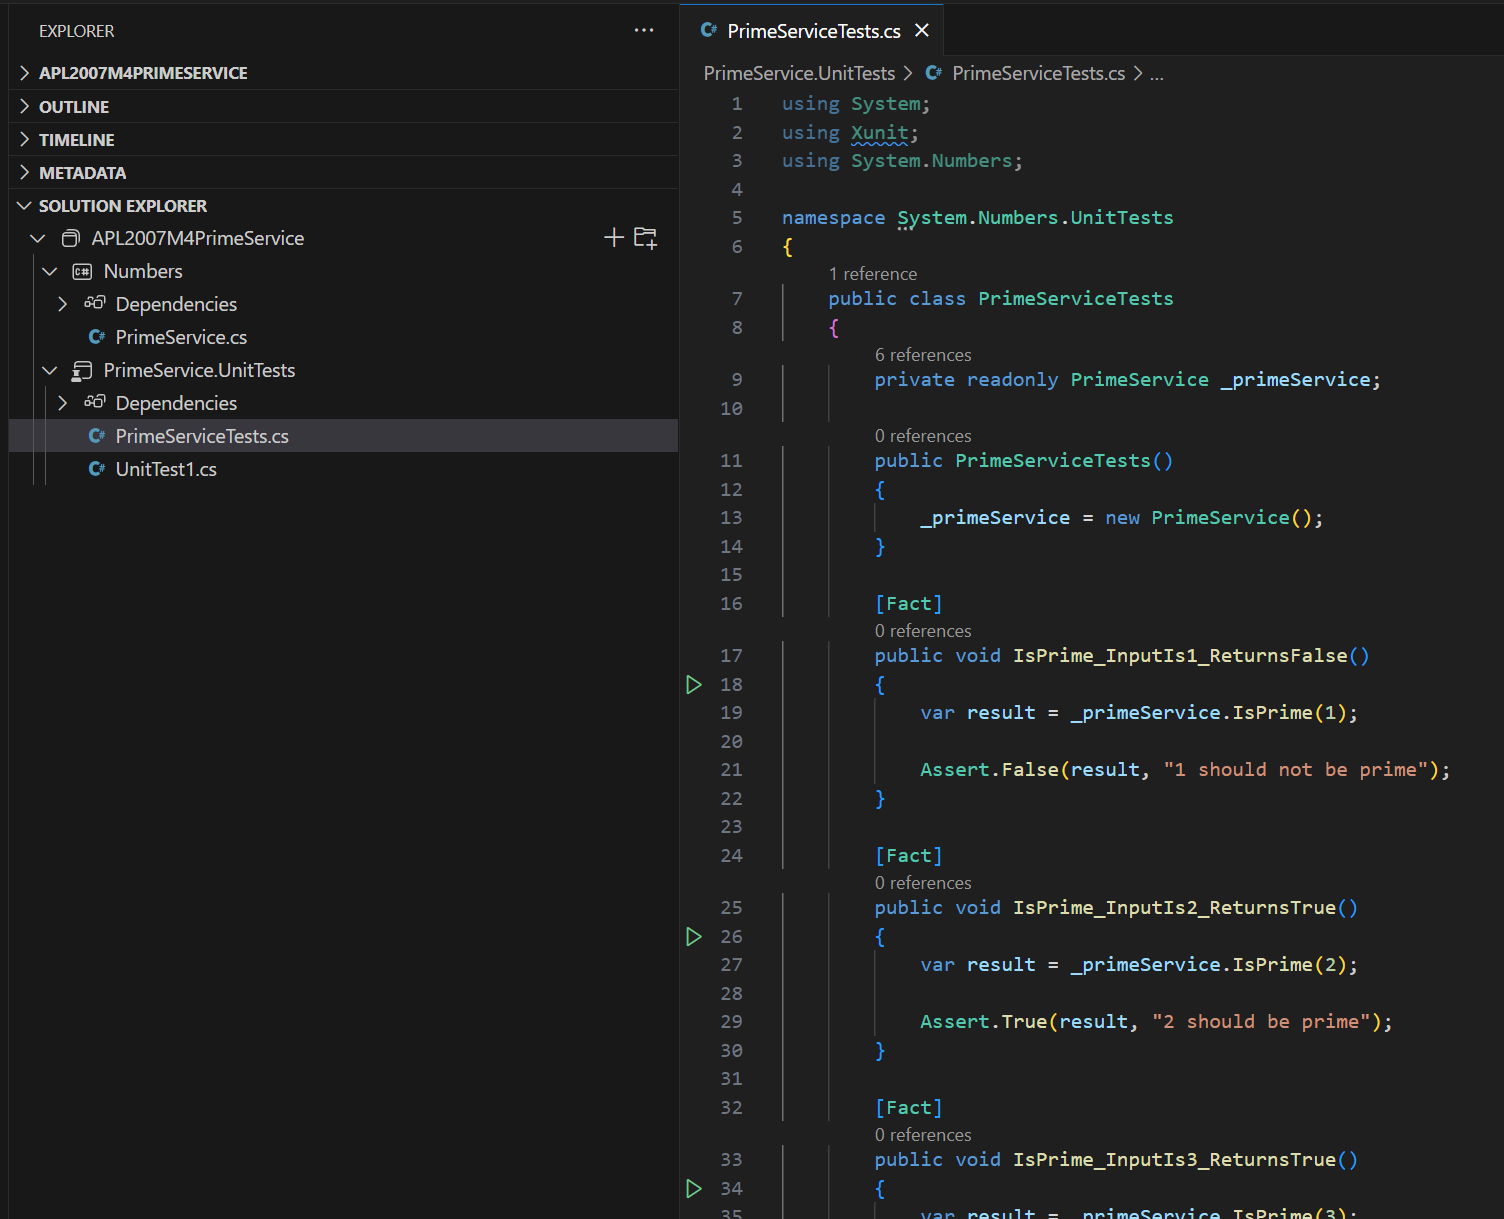 EXPLORER
APL2007M4PRIMESERVICE
OUTLINE
TIMELINE
METADATA
SOLUTION EXPLORER
APL2007M4PrimeService
Numbers
Dependencies
C# PrimeService.cs
PrimeService.UnitTests
Dependencies
C# PrimeServiceTests.cs
C# UnitTest1.cs
C# PrimeServiceTests.cs
PrimeService.UnitTests > C# PrimeServiceTests.cs > ...
1 using System;
2 using Xunit;
3 using System.Numbers;
4
5 namespace System.Numbers.UnitTests
6 {
1 reference
7 public class PrimeServiceTests
8 {
6 references
9 private readonly PrimeService _primeService;
10
0 references
11 public PrimeServiceTests()
12 {
13 _primeService = new PrimeService();
14 }
15
16 [Fact]
0 references
17 public void IsPrime_InputIs1_ReturnsFalse()
18 {
19 var result = _primeService.IsPrime(1);
20
21 Assert.False(result, "1 should not be prime");
22 }
23
24 [Fact]
0 references
25 public void IsPrime_InputIs2_ReturnsTrue()
26 {
27 var result = _primeService.IsPrime(2);
28
29 Assert.True(result, "2 should be prime");
30 }
31
32 [Fact]
0 references
33 public void IsPrime_InputIs3_ReturnsTrue()
34 {
35 var result = _primeService.IsPrime(3);